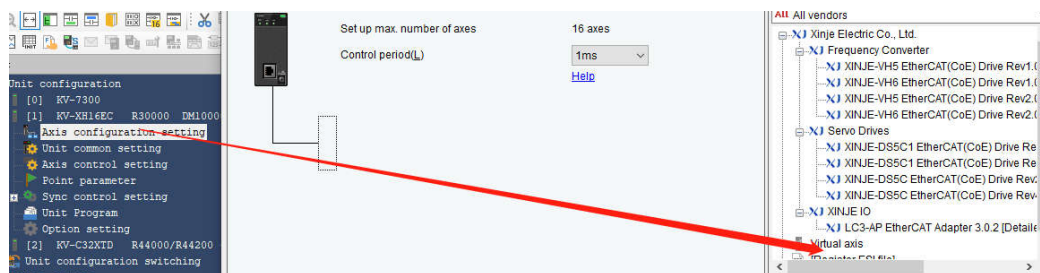 Unit configuration
[0] KV-7300
[1] KV-XH16EC R30000 DM1000
Axis configuration setting
Unit common setting
Axis control setting
Point parameter
Sync control setting
Unit Program
Option setting
[2] KV-C32XTD R44000/R44200
Unit configuration switching
Set up max. number of axes 16 axes
Control period(L) 1ms
Help
All All vendors
XJ Xinje Electric Co., Ltd.
XJ Frequency Converter
XJ XINJE-VH5 EtherCAT(CoE) Drive Rev1.
XJ XINJE-VH6 EtherCAT(CoE) Drive Rev1.
XJ XINJE-VH5 EtherCAT(CoE) Drive Rev2.
XJ XINJE-VH6 EtherCAT(CoE) Drive Rev2.
XJ Servo Drives
XJ XINJE-DS5C1 EtherCAT(CoE) Drive Re
XJ XINJE-DS5C1 EtherCAT(CoE) Drive Re
XJ XINJE-DS5C EtherCAT(CoE) Drive Rev
XJ XINJE-DS5C EtherCAT(CoE) Drive Rev
XJ XINJE IO
XJ LC3-AP EtherCAT Adapter 3.0.2 [Detaile
Virtual axis
[Register ESI file]